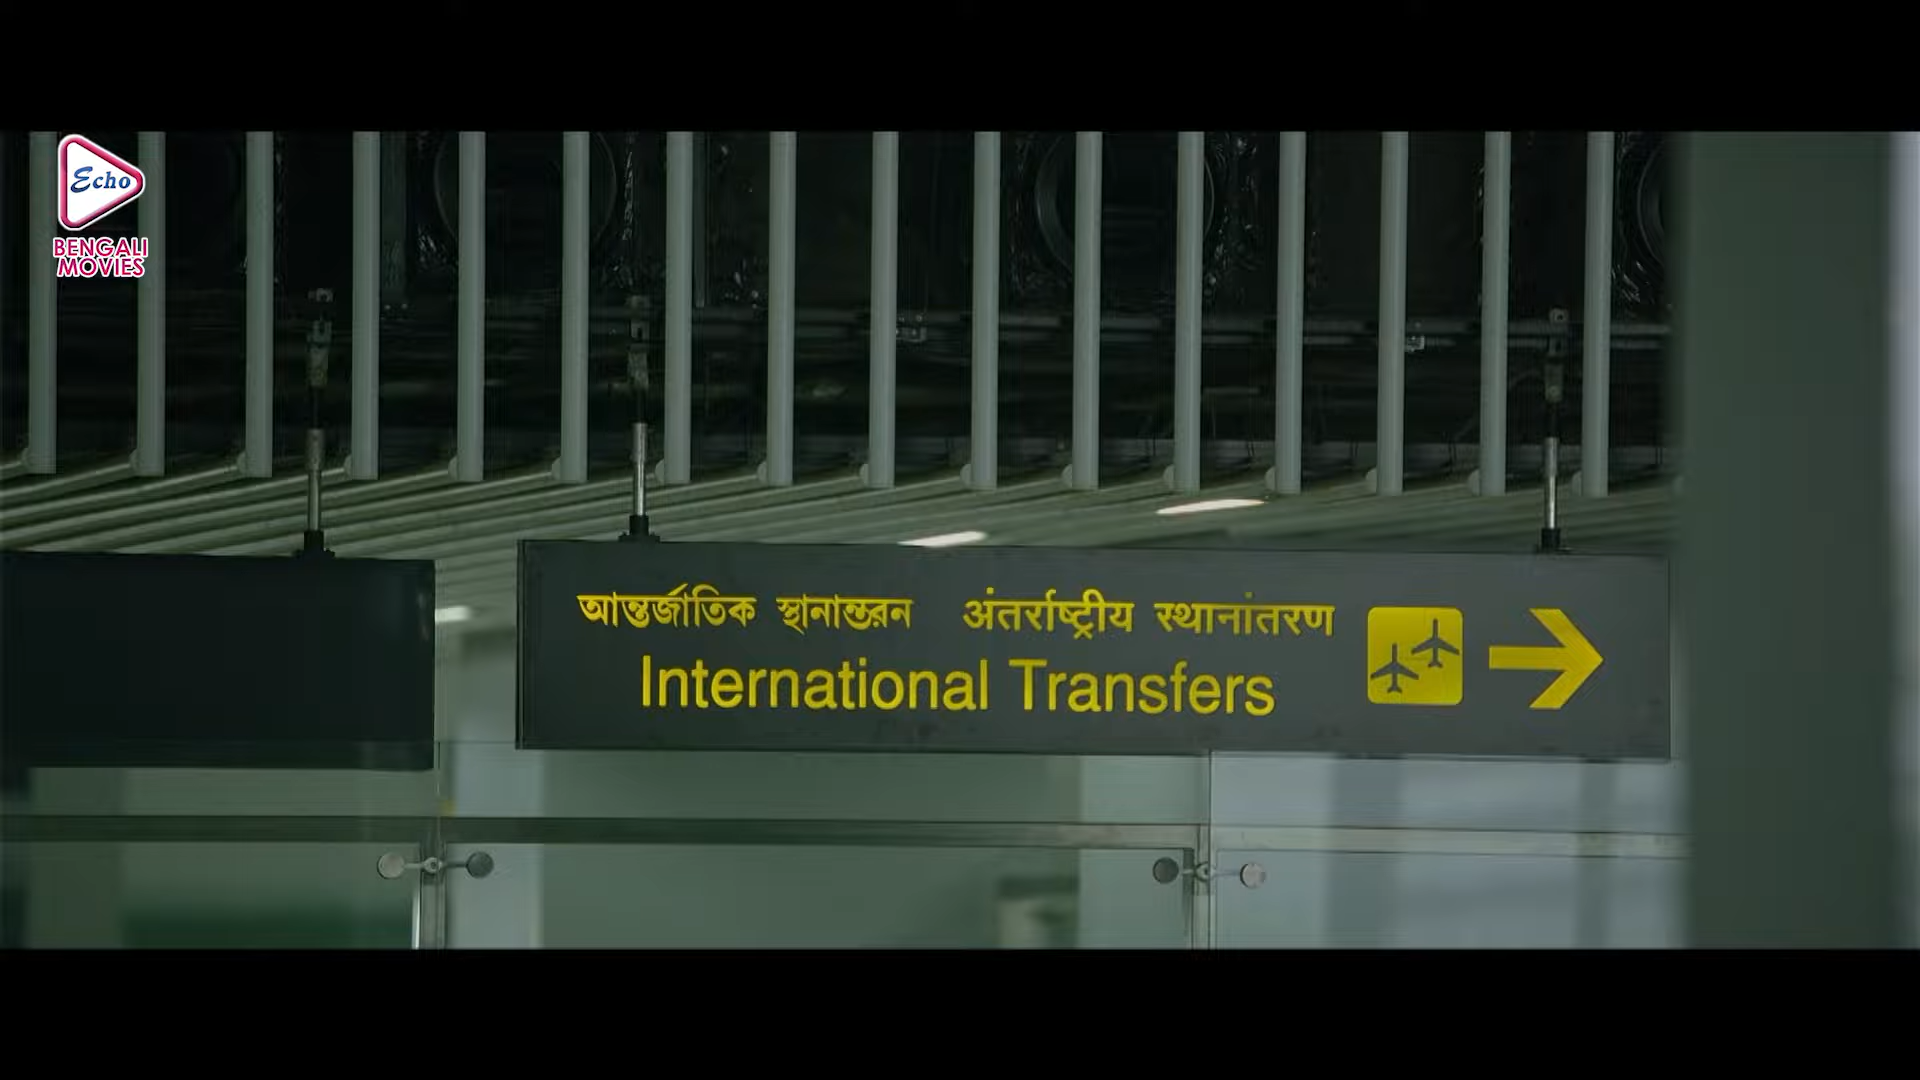 Echo
BENGALI
MOVIES
আন্তর্জাতিক স্থানান্তরন अंतर्राष्ट्रीय स्थानांतरण
International Transfers